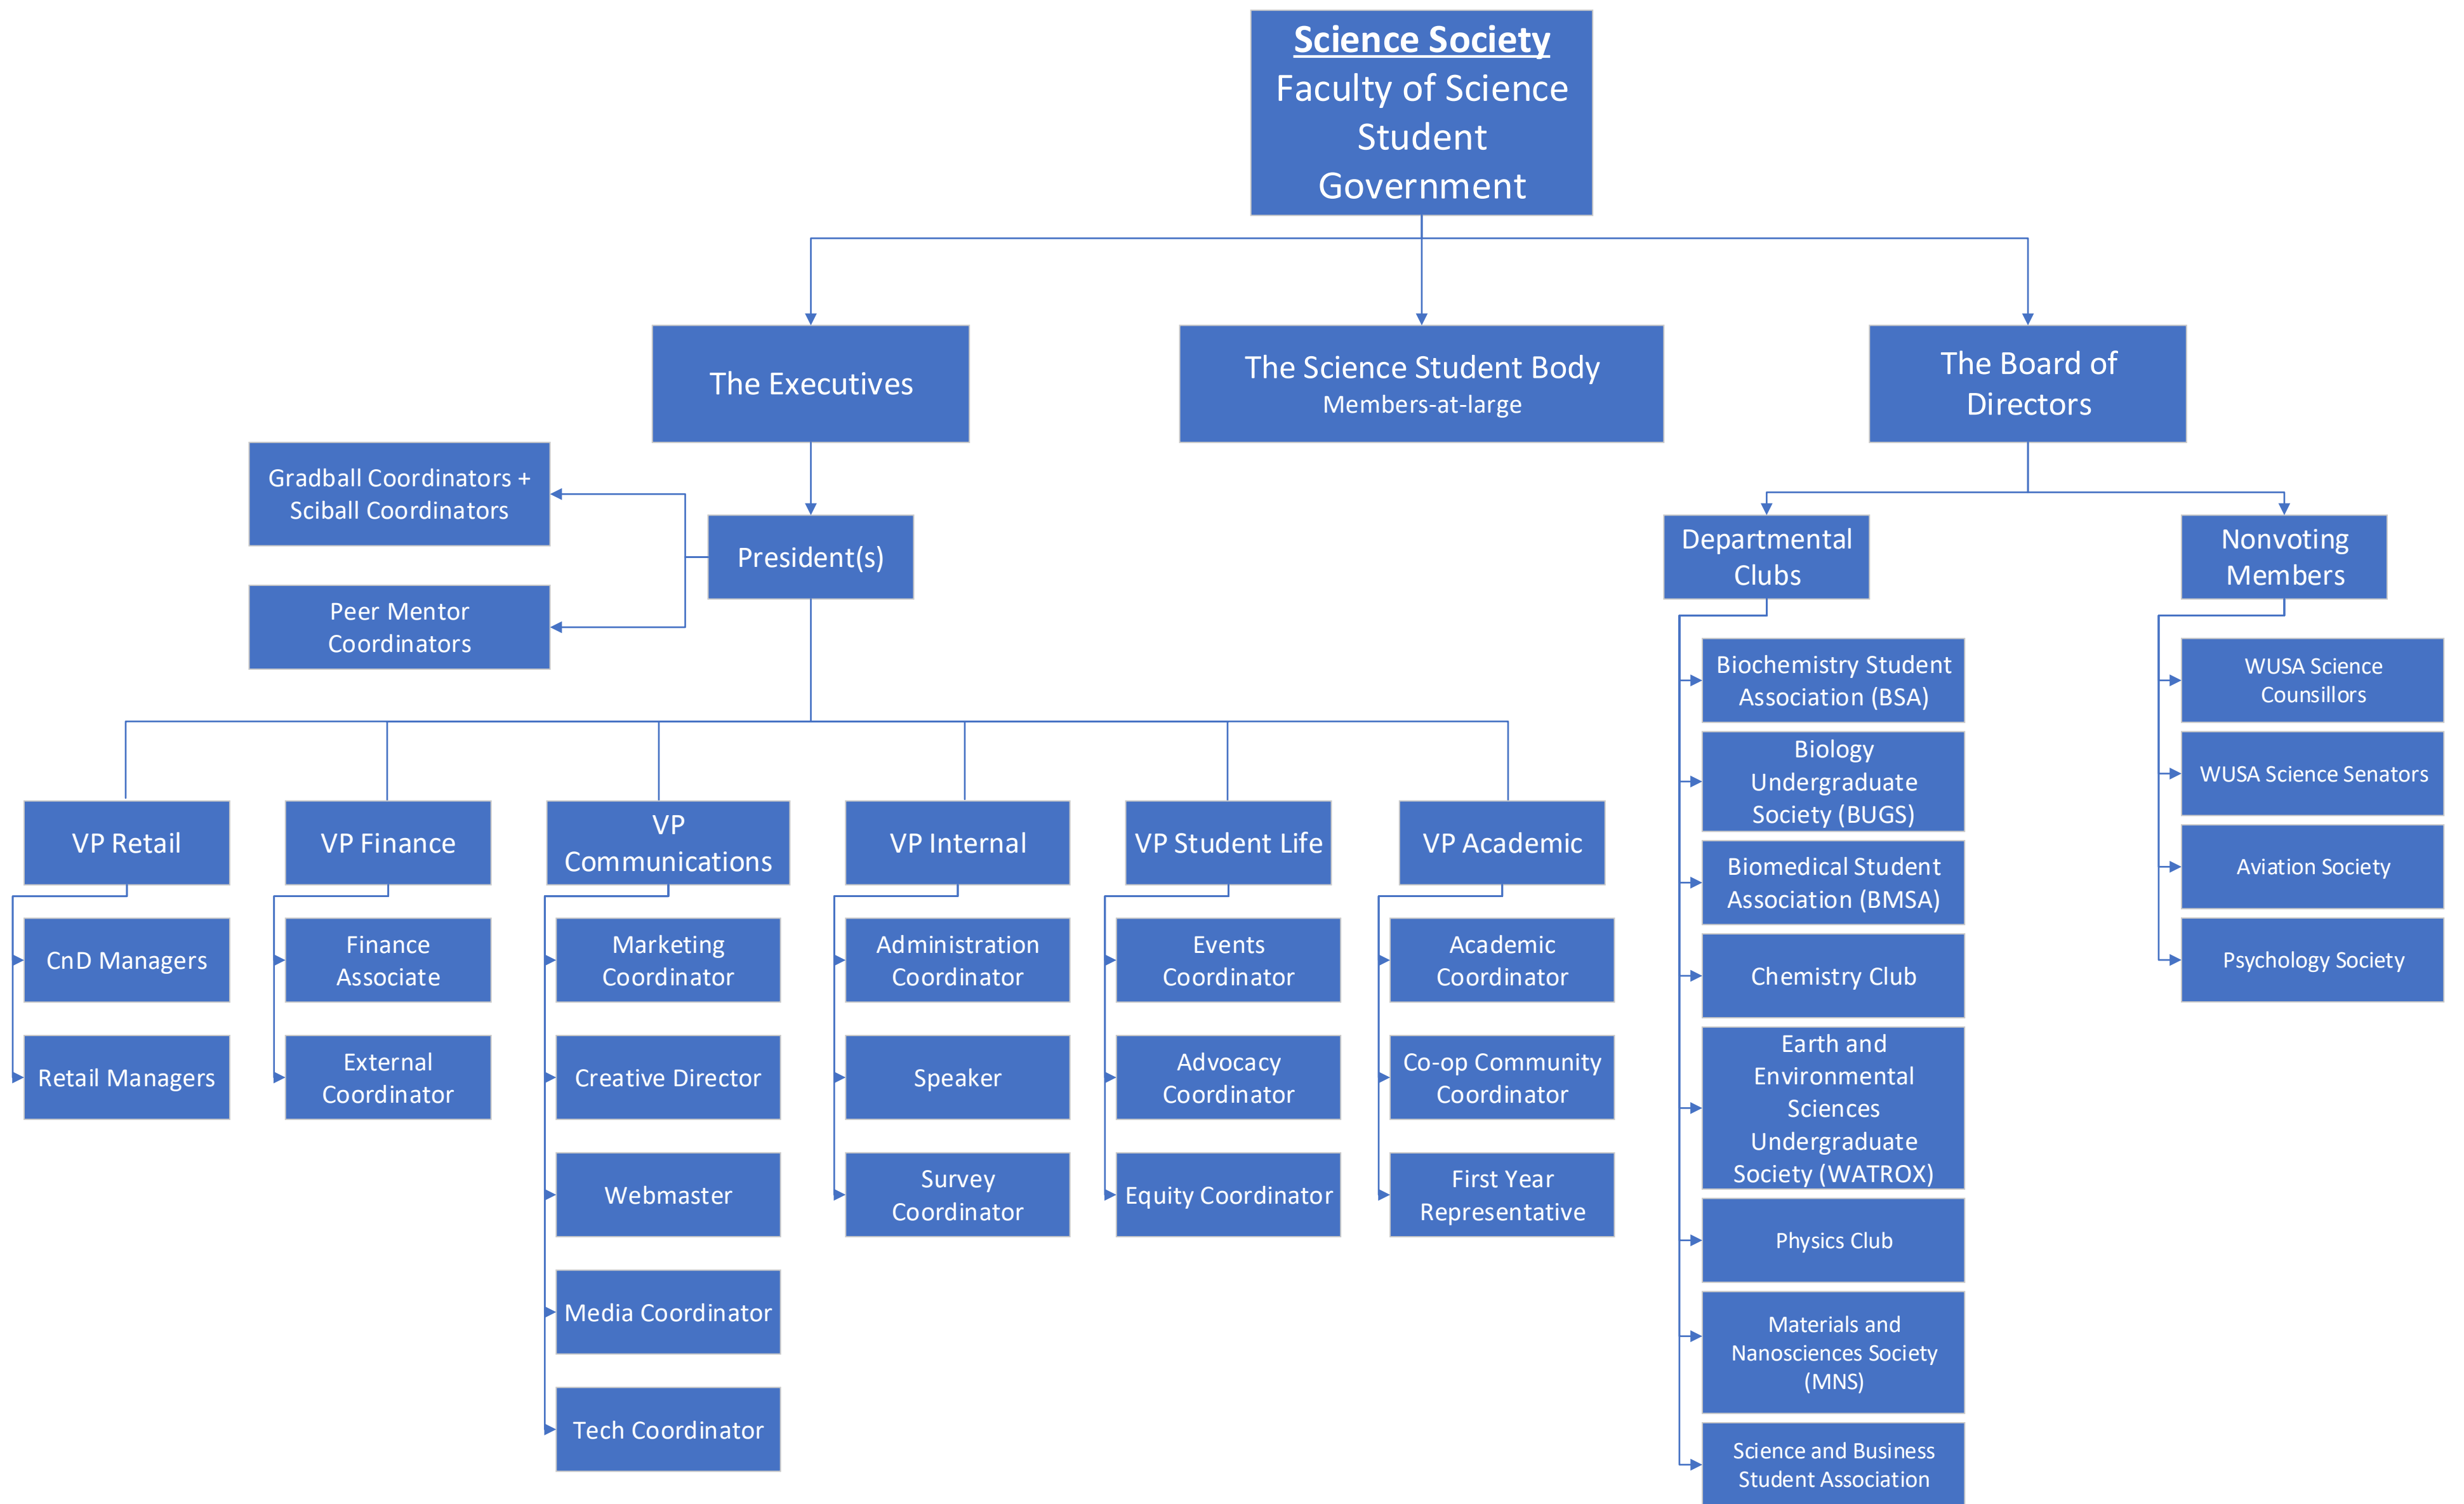 Science Society
Faculty of Science
Student
Government
The Executives
The Science Student Body
Members-at-large
The Board of
Directors
Gradball Coordinators +
Sciball Coordinators
Peer Mentor
Coordinators
President(s)
Departmental
Clubs
Nonvoting
Members
VP Retail
CnD Managers
Retail Managers
VP Finance
Finance
Associate
External
Coordinator
VP
Communications
Marketing
Coordinator
Creative Director
Webmaster
Media Coordinator
Tech Coordinator
VP Internal
Administration
Coordinator
Speaker
Survey
Coordinator
VP Student Life
Events
Coordinator
Advocacy
Coordinator
Equity Coordinator
VP Academic
Academic
Coordinator
Co-op Community
Coordinator
First Year
Representative
Biochemistry Student
Association (BSA)
Biology
Undergraduate
Society (BUGS)
Biomedical Student
Association (BMSA)
Chemistry Club
Earth and
Environmental
Sciences
Undergraduate
Society (WATROX)
Physics Club
Materials and
Nanosciences Society
(MNS)
Science and Business
Student Association
WUSA Science
Counsillors
WUSA Science Senators
Aviation Society
Psychology Society